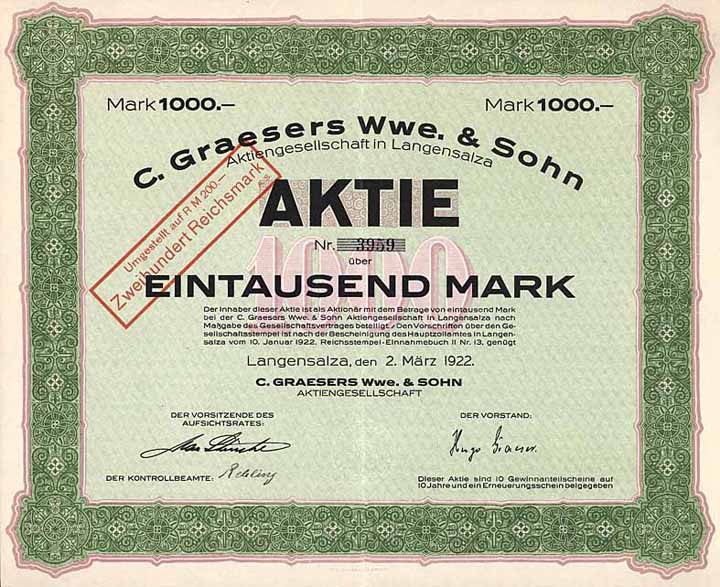 Mark 1000.–
Mark 1000.–
C. Graesers Wwe. & Sohn
Aktiengesellschaft in Langensalza
Umgestellt auf R M 200.–
Zweihundert Reichsmark
AKTIE
1000
Nr. 3959
über
EINTAUSEND MARK
Der Inhaber dieser Aktie ist als Aktionär mit dem Betrage von eintausend Mark
bei der C. Graesers Wwe. & Sohn Aktiengesellschaft in Langensalza nach
Maßgabe des Gesellschaftsvertrages beteiligt. Den Vorschriften über den Ge-
sellschaftsstempel ist nach der Bescheinigung des Hauptzollamtes in Langen-
salza vom 10. Januar 1922, Reichsstempel-Einnahmebuch II Nr. 13, genügt
Langensalza, den 2. März 1922.
C. GRAESERS Wwe. & SOHN
AKTIENGESELLSCHAFT
DER VORSITZENDE DES
AUFSICHTSRATES:
DER VORSTAND:
Hugo Graeser.
DER KONTROLLBEAMTE:
Dieser Aktie sind 10 Gewinnanteilscheine auf
10 Jahre und ein Erneuerungsschein beigegeben